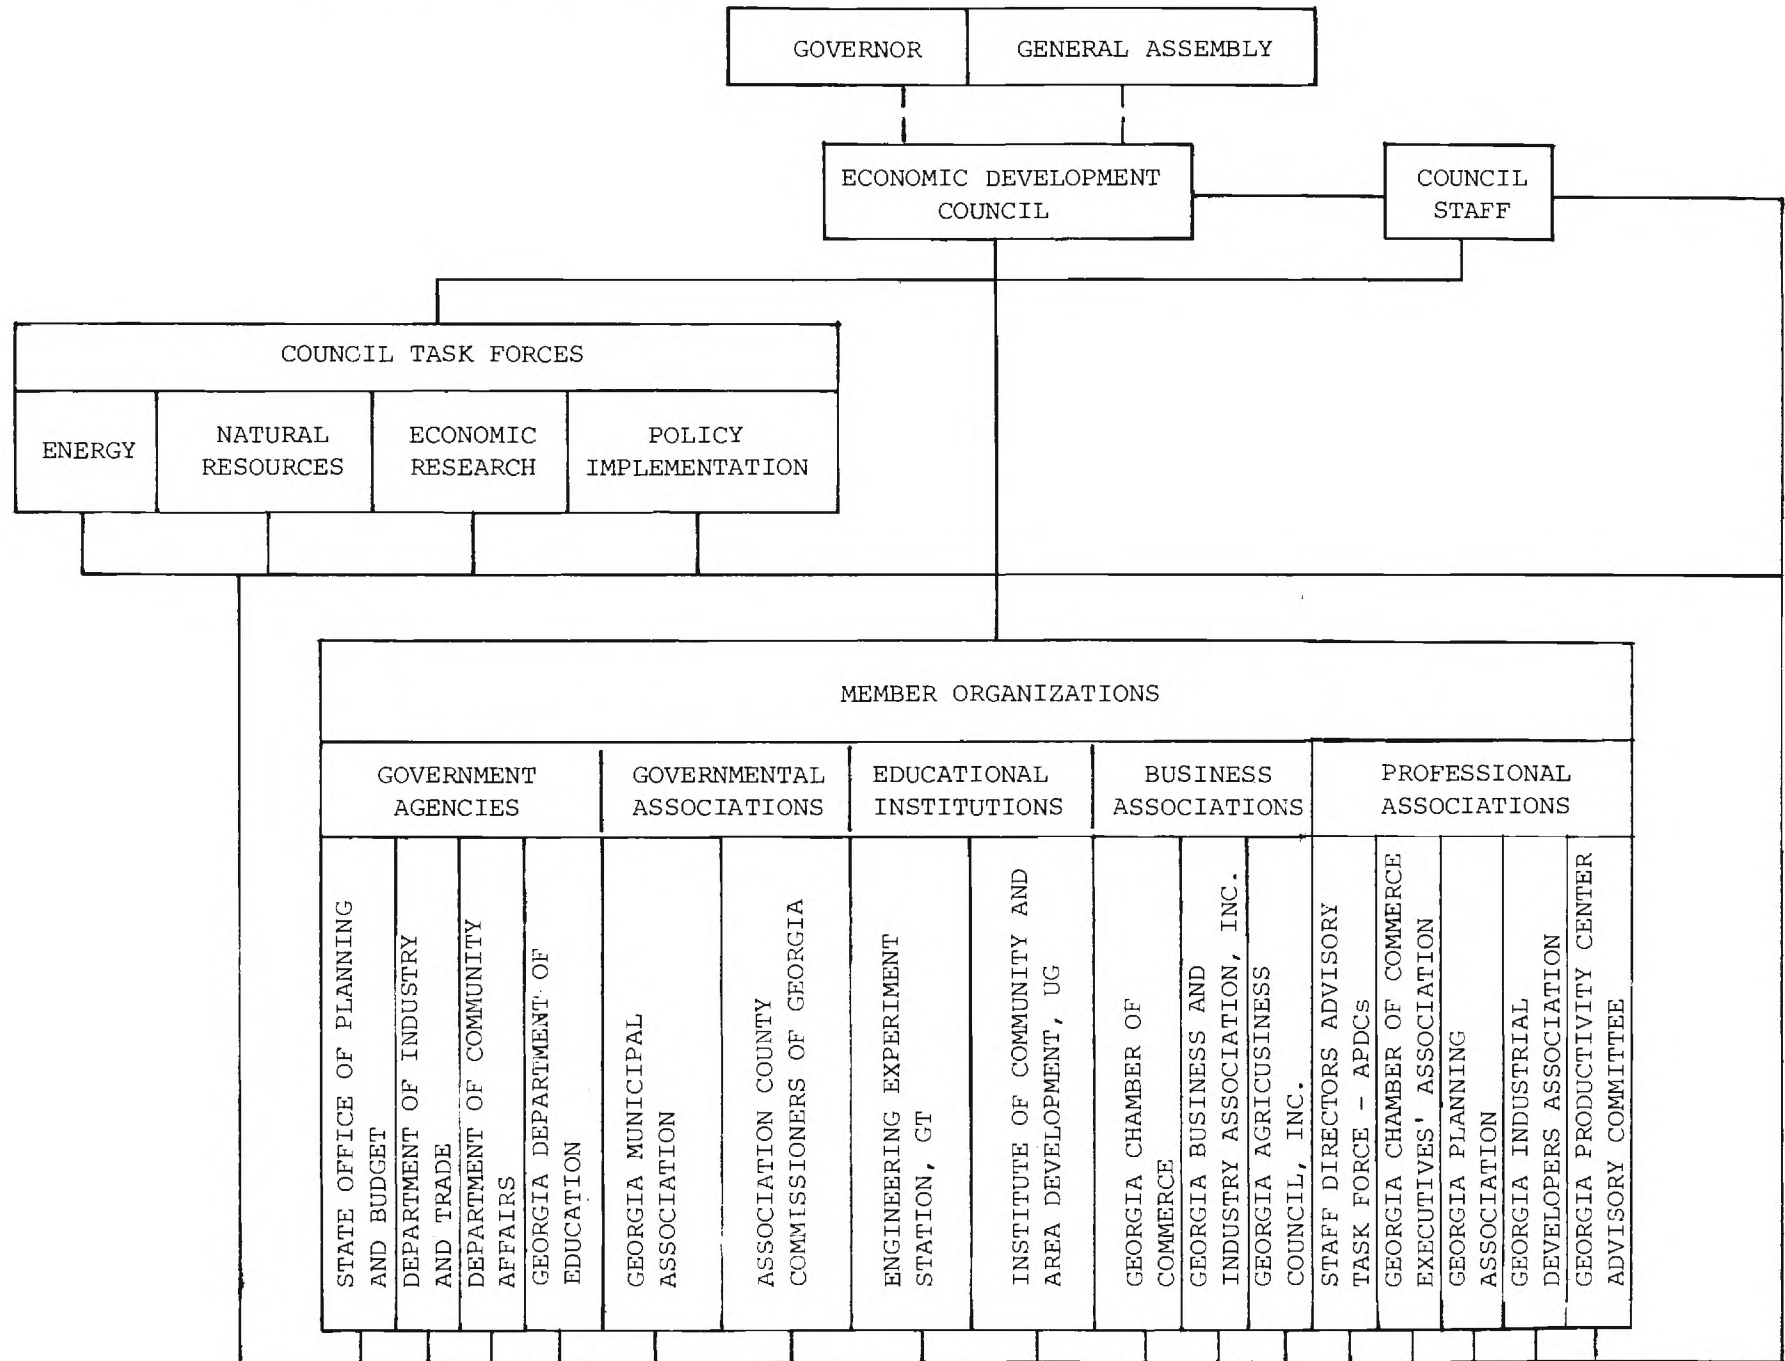 GOVERNOR
GENERAL ASSEMBLY
ECONOMIC DEVELOPMENT
COUNCIL
COUNCIL
STAFF
COUNCIL TASK FORCES
ENERGY
NATURAL
RESOURCES
ECONOMIC
RESEARCH
POLICY
IMPLEMENTATION
MEMBER ORGANIZATIONS
GOVERNMENT
AGENCIES
GOVERNMENTAL
ASSOCIATIONS
EDUCATIONAL
INSTITUTIONS
BUSINESS
ASSOCIATIONS
PROFESSIONAL
ASSOCIATIONS
STATE OFFICE OF PLANNING
AND BUDGET
DEPARTMENT OF INDUSTRY
AND TRADE
DEPARTMENT OF COMMUNITY
AFFAIRS
GEORGIA DEPARTMENT OF
EDUCATION
GEORGIA MUNICIPAL
ASSOCIATION
ASSOCIATION COUNTY
COMMISSIONERS OF GEORGIA
ENGINEERING EXPERIMENT
STATION, GT
INSTITUTE OF COMMUNITY AND
AREA DEVELOPMENT, UG
GEORGIA CHAMBER OF
COMMERCE
GEORGIA BUSINESS AND
INDUSTRY ASSOCIATION, INC.
GEORGIA AGRICUSINESS
COUNCIL, INC.
STAFF DIRECTORS ADVISORY
TASK FORCE - APDCs
GEORGIA CHAMBER OF COMMERCE
EXECUTIVES' ASSOCIATION
GEORGIA PLANNING
ASSOCIATION
GEORGIA INDUSTRIAL
DEVELOPERS ASSOCIATION
GEORGIA PRODUCTIVITY CENTER
ADVISORY COMMITTEE